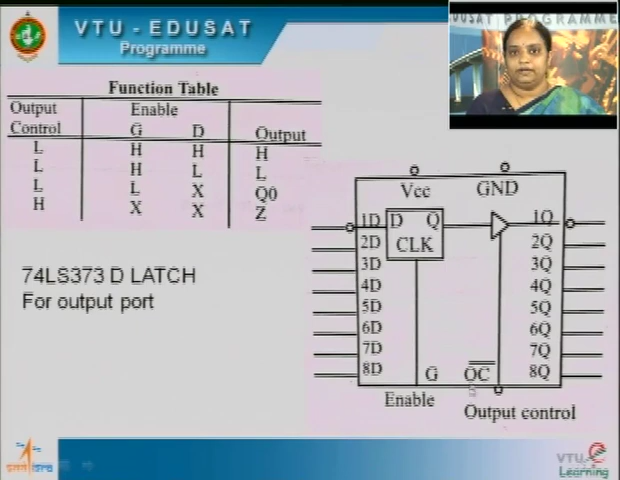 VTU - EDUSAT
Programme
EDUSAT PROGRAMME
Function Table
Output Enable
Control G D Output
L H H H
L H L L
L L X Q0
H X X Z
74LS373 D LATCH
For output port
Vcc GND
1D D Q 1Q
CLK
2D 2Q
3D 3Q
4D 4Q
5D 5Q
6D 6Q
7D 7Q
8D G OC 8Q
Enable Output control
VTU
Learning